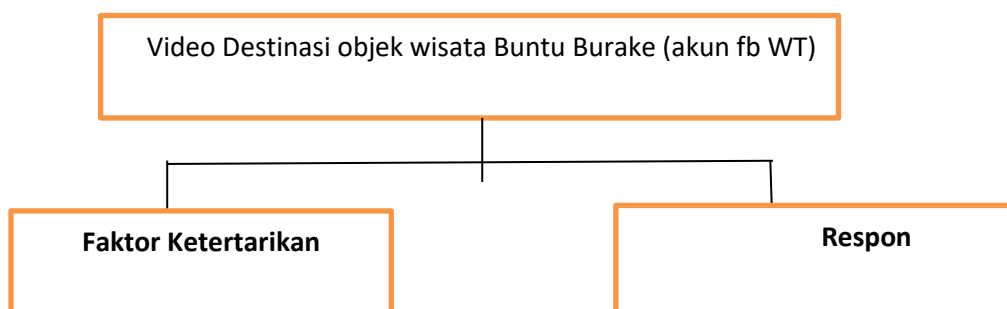 Video Destinasi objek wisata Buntu Burake (akun fb WT)
Faktor Ketertarikan
Respon